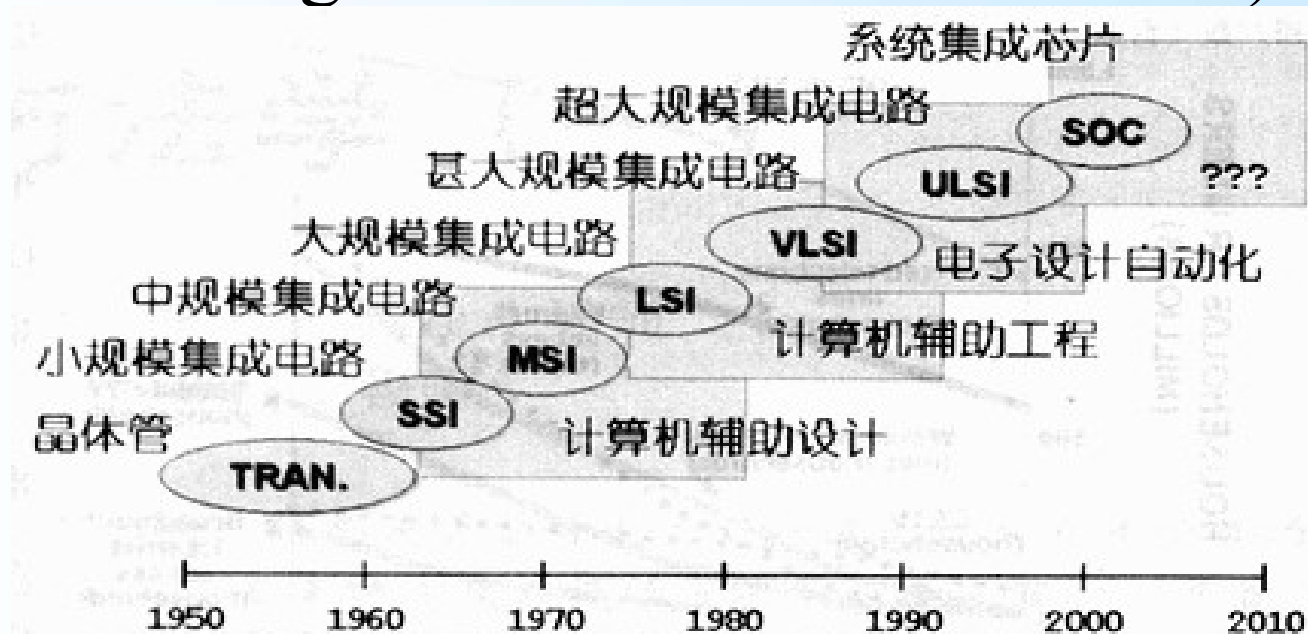 系统集成芯片
超大规模集成电路
SOC
甚大规模集成电路
ULSI
???
大规模集成电路
VLSI
电子设计自动化
中规模集成电路
LSI
计算机辅助工程
小规模集成电路
MSI
晶体管
SSI
计算机辅助设计
TRAN.
1950 1960 1970 1980 1990 2000 2010